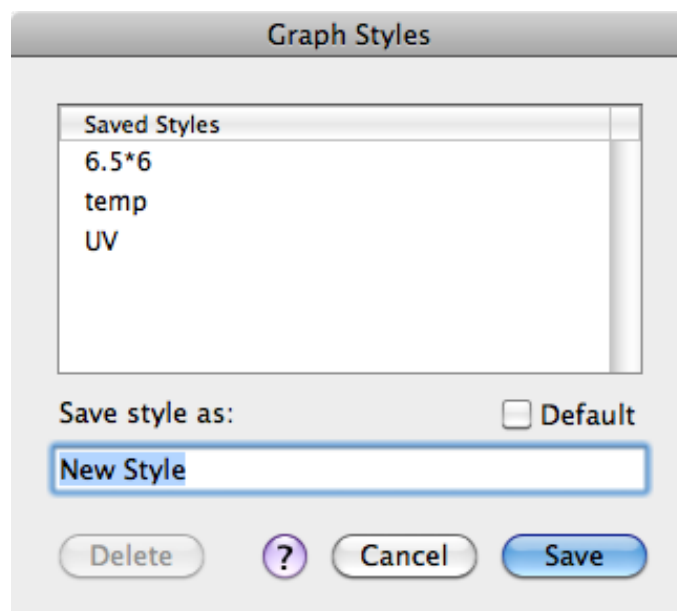 Graph Styles
Saved Styles
6.5*6
temp
UV
Save style as:
Default
New Style
Delete
?
Cancel
Save